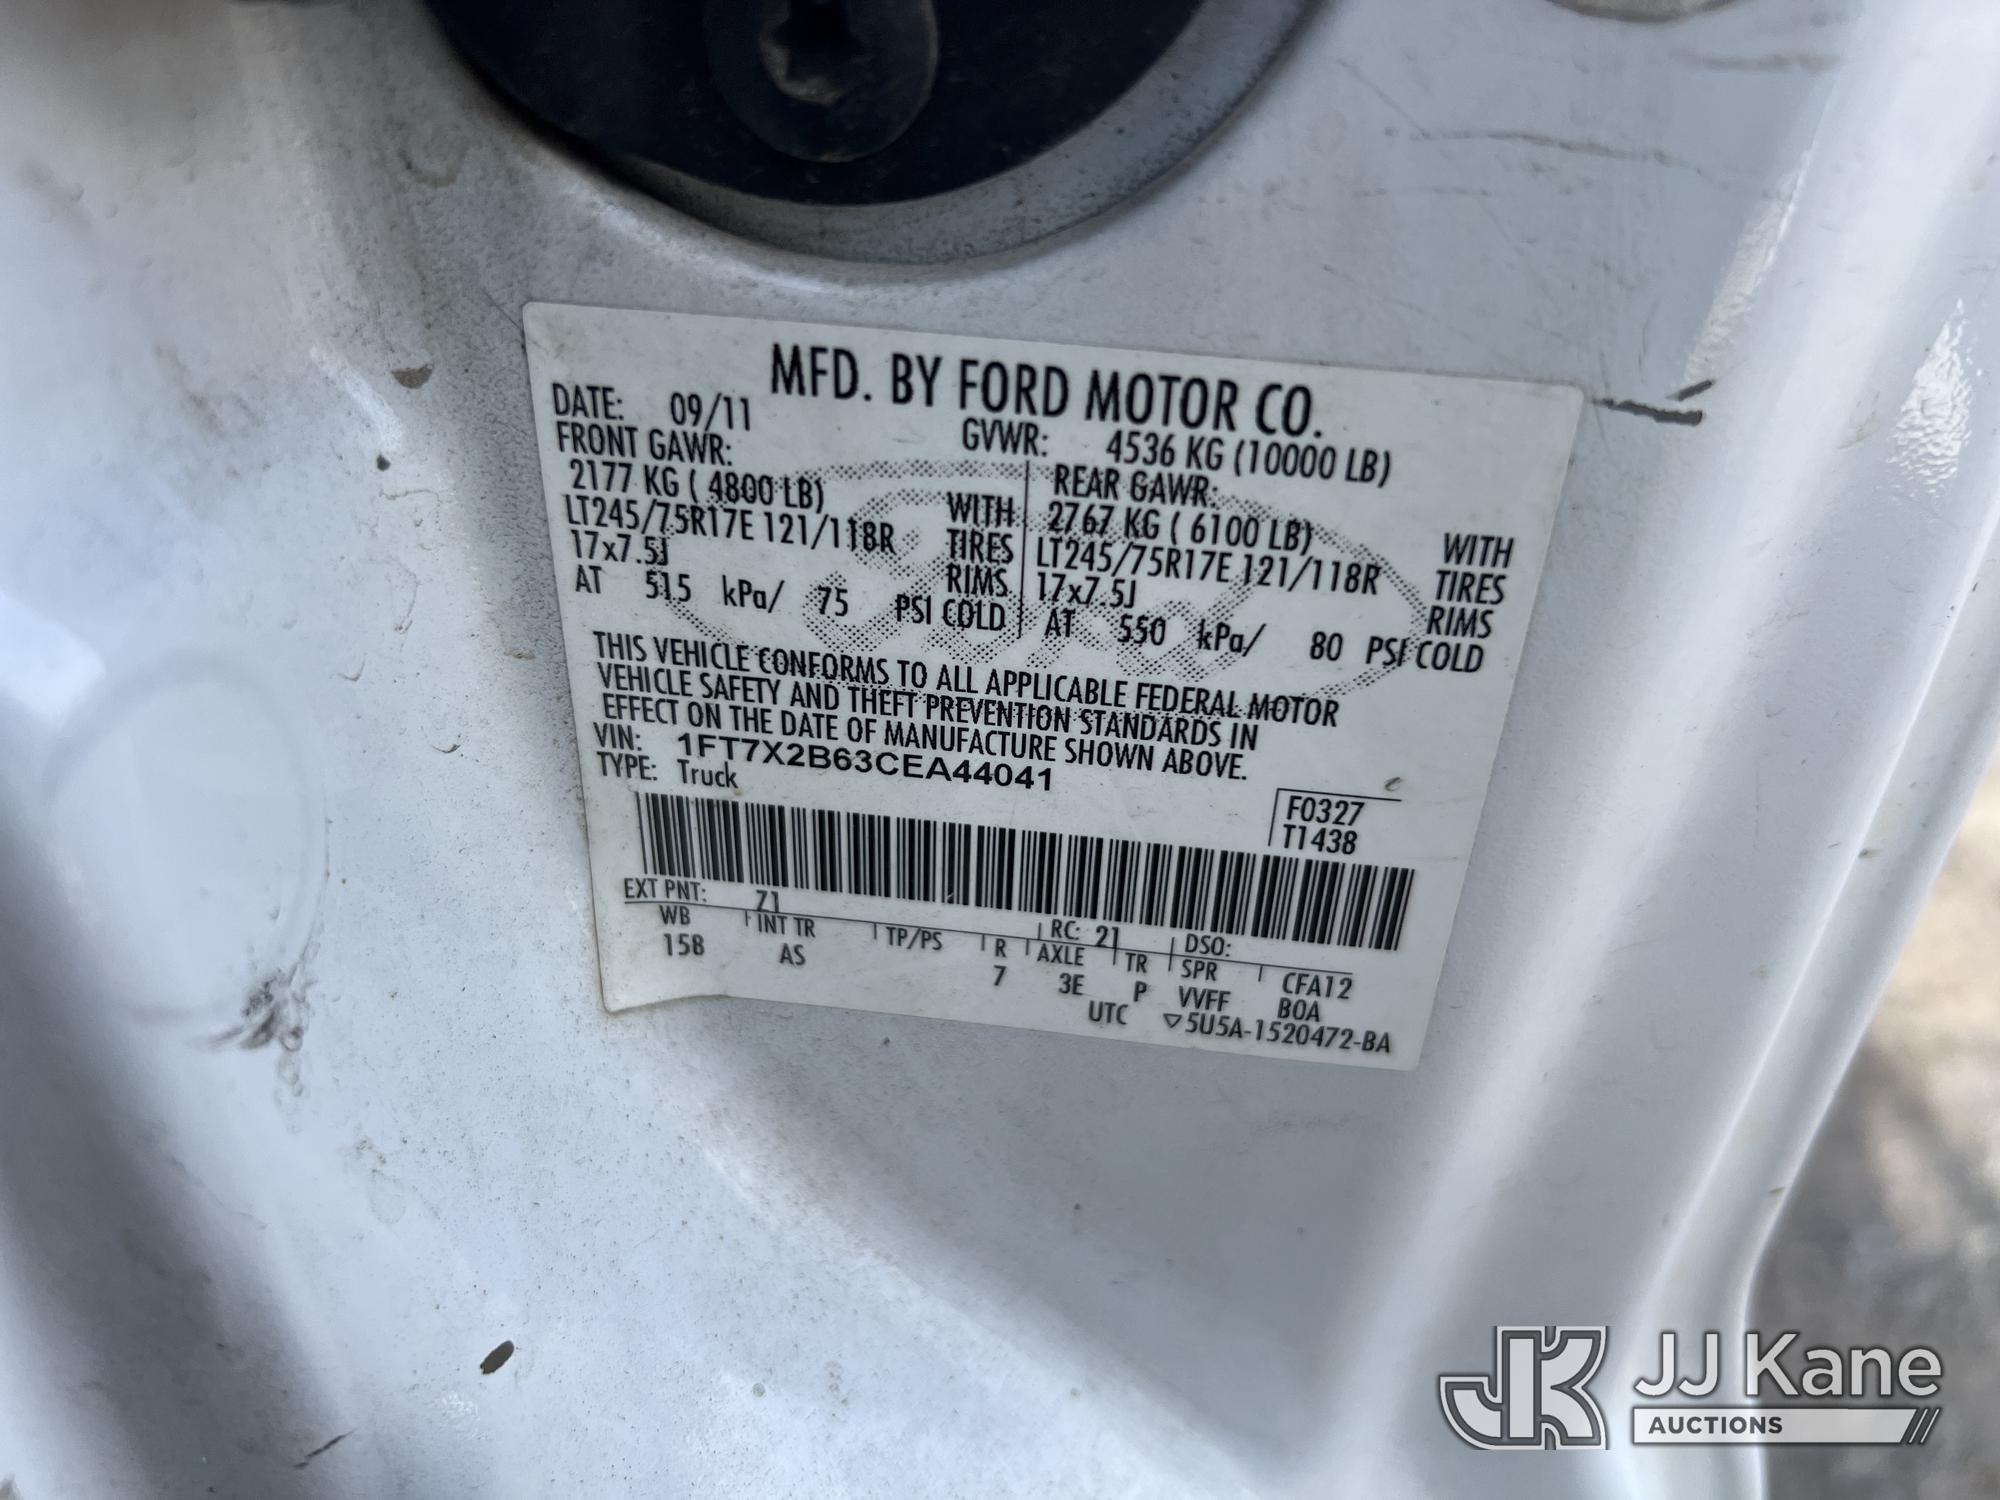 MFD. BY FORD MOTOR CO.
DATE: 09/11 GVWR: 4536 KG (10000 LB)
FRONT GAWR: REAR GAWR:
2177 KG ( 4800 LB) WITH 2767 KG ( 6100 LB) WITH
LT245/75R17E 121/118R TIRES LT245/75R17E 121/118R TIRES
17x7.5J RIMS 17x7.5J RIMS
AT 515 kPa/ 75 PSI COLD AT 550 kPa/ 80 PSI COLD
THIS VEHICLE CONFORMS TO ALL APPLICABLE FEDERAL MOTOR
VEHICLE SAFETY AND THEFT PREVENTION STANDARDS IN
EFFECT ON THE DATE OF MANUFACTURE SHOWN ABOVE.
VIN: 1FT7X2B63CEA44041
TYPE: Truck
F0327
T1438
EXT PNT: Z1 RC: 21 DSO:
WB INT TR TP/PS R AXLE TR SPR CFA12
158 AS 7 3E P VVFF BOA
UTC ▽5U5A-1520472-BA
JK JJ Kane
AUCTIONS